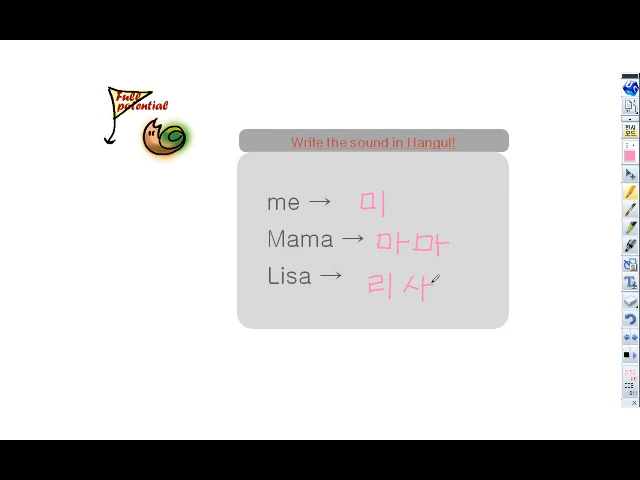 Full
potential
Write the sound in Hangul!
me → 미
Mama → 마마
Lisa → 리사